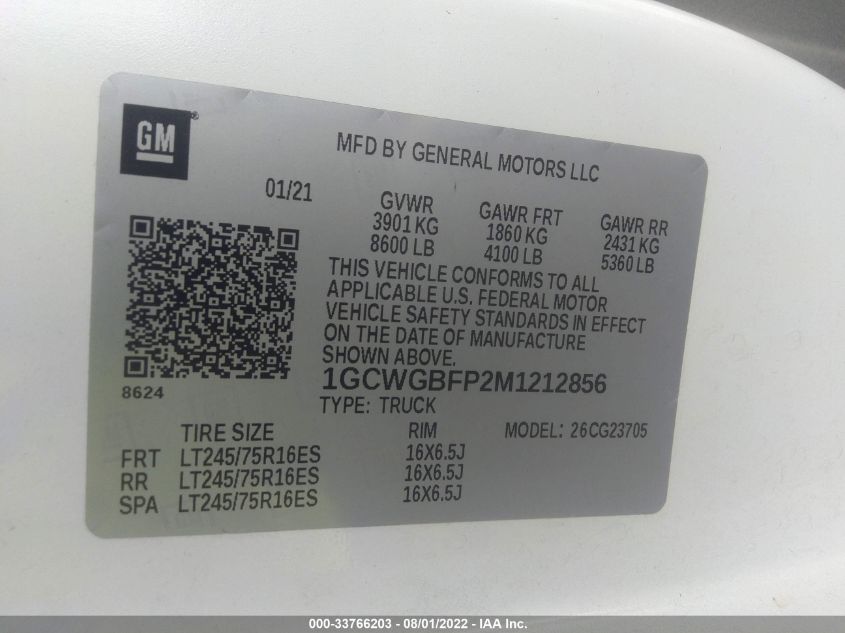 GM
MFD BY GENERAL MOTORS LLC
01/21
GVWR GAWR FRT GAWR RR
3901 KG 1860 KG 2431 KG
8600 LB 4100 LB 5360 LB
THIS VEHICLE CONFORMS TO ALL
APPLICABLE U.S. FEDERAL MOTOR
VEHICLE SAFETY STANDARDS IN EFFECT
ON THE DATE OF MANUFACTURE
SHOWN ABOVE.
8624
1GCWGBFP2M1212856
TYPE: TRUCK
TIRE SIZE RIM MODEL: 26CG23705
FRT LT245/75R16ES 16X6.5J
RR LT245/75R16ES 16X6.5J
SPA LT245/75R16ES 16X6.5J
000-33766203 - 08/01/2022 - IAA Inc.